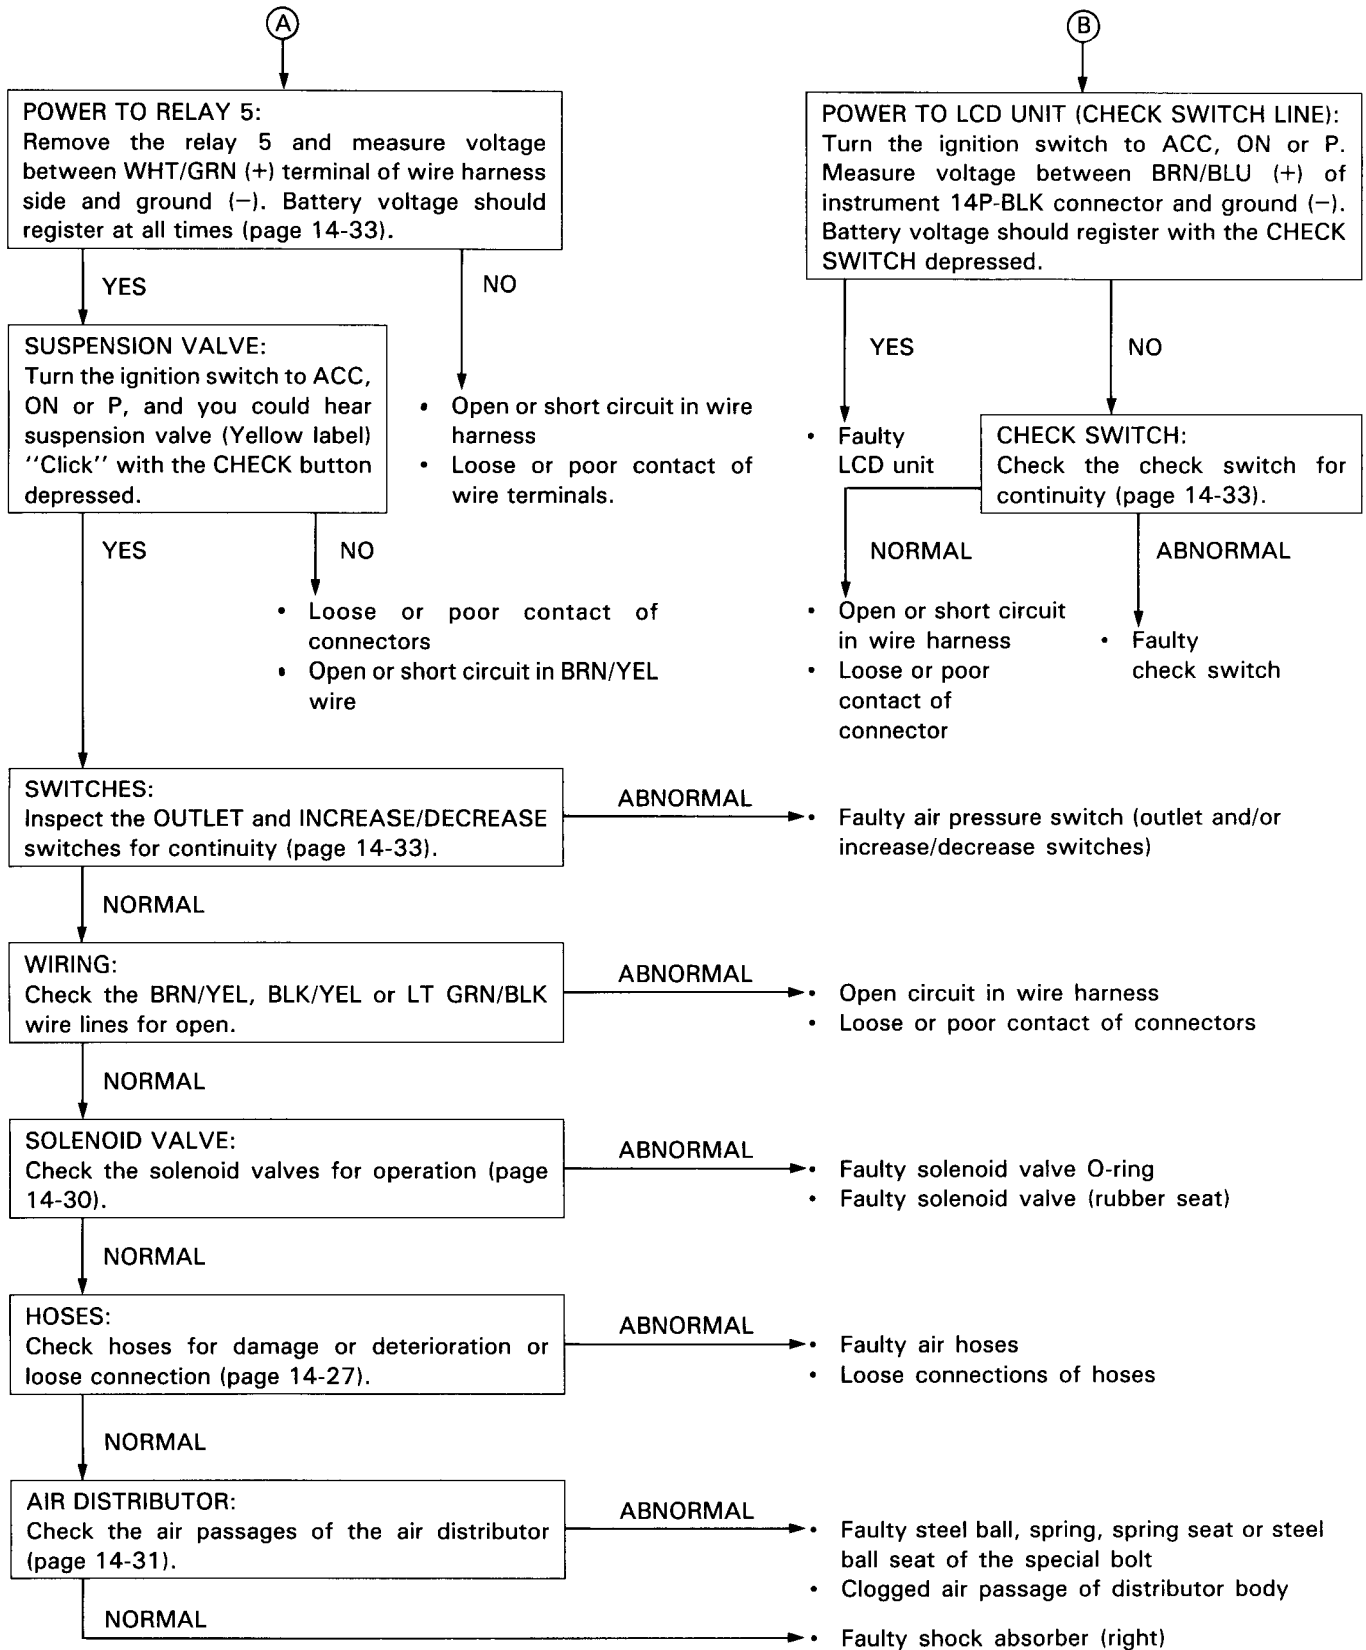 A
POWER TO RELAY 5:
Remove the relay 5 and measure voltage
between WHT/GRN (+) terminal of wire harness
side and ground (−). Battery voltage should
register at all times (page 14-33).
YES
NO
SUSPENSION VALVE:
Turn the ignition switch to ACC,
ON or P, and you could hear
suspension valve (Yellow label)
''Click'' with the CHECK button
depressed.
• Open or short circuit in wire
harness
• Loose or poor contact of
wire terminals.
YES
NO
• Loose or poor contact of
connectors
• Open or short circuit in BRN/YEL
wire
B
POWER TO LCD UNIT (CHECK SWITCH LINE):
Turn the ignition switch to ACC, ON or P.
Measure voltage between BRN/BLU (+) of
instrument 14P-BLK connector and ground (−).
Battery voltage should register with the CHECK
SWITCH depressed.
YES
NO
• Faulty
LCD unit
CHECK SWITCH:
Check the check switch for
continuity (page 14-33).
NORMAL
ABNORMAL
• Open or short circuit
in wire harness
• Loose or poor
contact of
connector
• Faulty
check switch
SWITCHES:
Inspect the OUTLET and INCREASE/DECREASE
switches for continuity (page 14-33).
ABNORMAL
• Faulty air pressure switch (outlet and/or
increase/decrease switches)
NORMAL
WIRING:
Check the BRN/YEL, BLK/YEL or LT GRN/BLK
wire lines for open.
ABNORMAL
• Open circuit in wire harness
• Loose or poor contact of connectors
NORMAL
SOLENOID VALVE:
Check the solenoid valves for operation (page
14-30).
ABNORMAL
• Faulty solenoid valve O-ring
• Faulty solenoid valve (rubber seat)
NORMAL
HOSES:
Check hoses for damage or deterioration or
loose connection (page 14-27).
ABNORMAL
• Faulty air hoses
• Loose connections of hoses
NORMAL
AIR DISTRIBUTOR:
Check the air passages of the air distributor
(page 14-31).
ABNORMAL
• Faulty steel ball, spring, spring seat or steel
ball seat of the special bolt
• Clogged air passage of distributor body
NORMAL
• Faulty shock absorber (right)